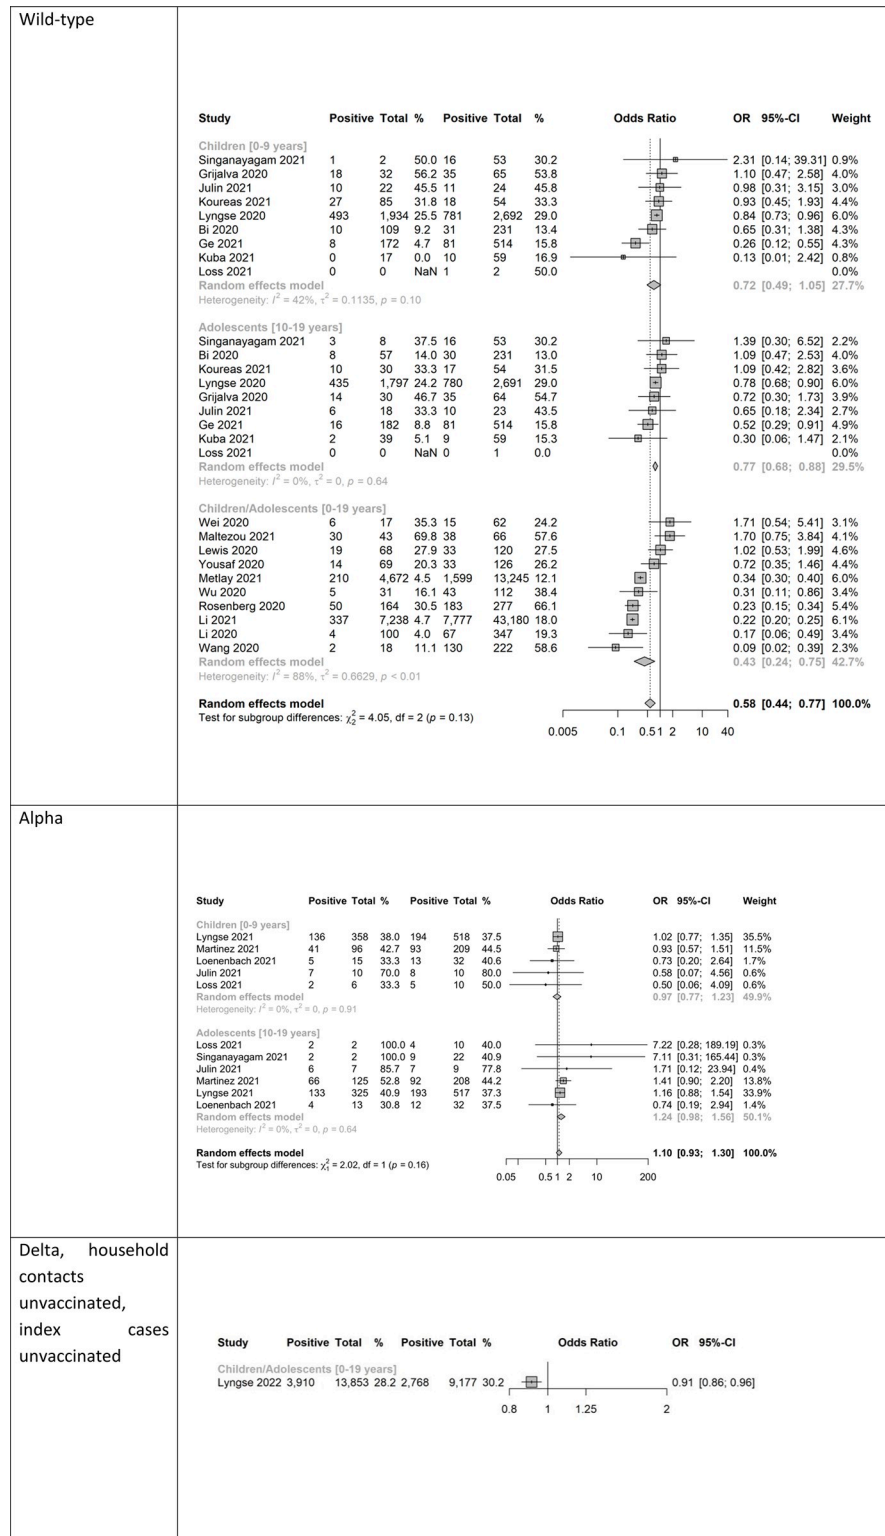 Wild-type
Study Positive Total % Positive Total % Odds Ratio OR 95%-CI Weight
Children [0-9 years]
Singanayagam 2021 1 2 50.0 16 53 30.2 2.31 [0.14; 39.31] 0.9%
Grijalva 2020 18 32 56.2 35 65 53.8 1.10 [0.47; 2.58] 4.0%
Julin 2021 10 22 45.5 11 24 45.8 0.98 [0.31; 3.15] 3.0%
Koureas 2021 27 85 31.8 18 54 33.3 0.93 [0.45; 1.93] 4.4%
Lyngse 2020 493 1,934 25.5 781 2,692 29.0 0.84 [0.73; 0.96] 6.0%
Bi 2020 10 109 9.2 31 231 13.4 0.65 [0.31; 1.38] 4.3%
Ge 2021 8 172 4.7 81 514 15.8 0.26 [0.12; 0.55] 4.3%
Kuba 2021 0 17 0.0 10 59 16.9 0.13 [0.01; 2.42] 0.8%
Loss 2021 0 0 NaN 1 2 50.0 0.0%
Random effects model 0.72 [0.49; 1.05] 27.7%
Heterogeneity: I² = 42%, τ² = 0.1135, p = 0.10
Adolescents [10-19 years]
Singanayagam 2021 3 8 37.5 16 53 30.2 1.39 [0.30; 6.52] 2.2%
Bi 2020 8 57 14.0 30 231 13.0 1.09 [0.47; 2.53] 4.0%
Koureas 2021 10 30 33.3 17 54 31.5 1.09 [0.42; 2.82] 3.6%
Lyngse 2020 435 1,797 24.2 780 2,691 29.0 0.78 [0.68; 0.90] 6.0%
Grijalva 2020 14 30 46.7 35 64 54.7 0.72 [0.30; 1.73] 3.9%
Julin 2021 6 18 33.3 10 23 43.5 0.65 [0.18; 2.34] 2.7%
Ge 2021 16 182 8.8 81 514 15.8 0.52 [0.29; 0.91] 4.9%
Kuba 2021 2 39 5.1 9 59 15.3 0.30 [0.06; 1.47] 2.1%
Loss 2021 0 0 NaN 0 1 0.0 0.0%
Random effects model 0.77 [0.68; 0.88] 29.5%
Heterogeneity: I² = 0%, τ² = 0, p = 0.64
Children/Adolescents [0-19 years]
Wei 2020 6 17 35.3 15 62 24.2 1.71 [0.54; 5.41] 3.1%
Maltezou 2021 30 43 69.8 38 66 57.6 1.70 [0.75; 3.84] 4.1%
Lewis 2020 19 68 27.9 33 120 27.5 1.02 [0.53; 1.99] 4.6%
Yousaf 2020 14 69 20.3 33 126 26.2 0.72 [0.35; 1.46] 4.4%
Metlay 2021 210 4,672 4.5 1,599 13,245 12.1 0.34 [0.30; 0.40] 6.0%
Wu 2020 5 31 16.1 43 112 38.4 0.31 [0.11; 0.86] 3.4%
Rosenberg 2020 50 164 30.5 183 277 66.1 0.23 [0.15; 0.34] 5.4%
Li 2021 337 7,238 4.7 7,777 43,180 18.0 0.22 [0.20; 0.25] 6.1%
Li 2020 4 100 4.0 67 347 19.3 0.17 [0.06; 0.49] 3.4%
Wang 2020 2 18 11.1 130 222 58.6 0.09 [0.02; 0.39] 2.3%
Random effects model 0.43 [0.24; 0.75] 42.7%
Heterogeneity: I² = 88%, τ² = 0.6629, p < 0.01
Random effects model 0.58 [0.44; 0.77] 100.0%
Test for subgroup differences: χ²₂ = 4.05, df = 2 (p = 0.13)
0.005 0.1 0.5 1 2 10 40
Alpha
Study Positive Total % Positive Total % Odds Ratio OR 95%-CI Weight
Children [0-9 years]
Lyngse 2021 136 358 38.0 194 518 37.5 1.02 [0.77; 1.35] 35.5%
Martinez 2021 41 96 42.7 93 209 44.5 0.93 [0.57; 1.51] 11.5%
Loenenbach 2021 5 15 33.3 13 32 40.6 0.73 [0.20; 2.64] 1.7%
Julin 2021 7 10 70.0 8 10 80.0 0.58 [0.07; 4.56] 0.6%
Loss 2021 2 6 33.3 5 10 50.0 0.50 [0.06; 4.09] 0.6%
Random effects model 0.97 [0.77; 1.23] 49.9%
Heterogeneity: I² = 0%, τ² = 0, p = 0.91
Adolescents [10-19 years]
Loss 2021 2 2 100.0 4 10 40.0 7.22 [0.28; 189.19] 0.3%
Singanayagam 2021 2 2 100.0 9 22 40.9 7.11 [0.31; 165.44] 0.3%
Julin 2021 6 7 85.7 7 9 77.8 1.71 [0.12; 23.94] 0.4%
Martinez 2021 66 125 52.8 92 208 44.2 1.41 [0.90; 2.20] 13.8%
Lyngse 2021 133 325 40.9 193 517 37.3 1.16 [0.88; 1.54] 33.9%
Loenenbach 2021 4 13 30.8 12 32 37.5 0.74 [0.19; 2.94] 1.4%
Random effects model 1.24 [0.98; 1.56] 50.1%
Heterogeneity: I² = 0%, τ² = 0, p = 0.64
Random effects model 1.10 [0.93; 1.30] 100.0%
Test for subgroup differences: χ²₁ = 2.02, df = 1 (p = 0.16)
0.05 0.5 1 2 10 200
Delta, household
contacts
unvaccinated,
index cases
unvaccinated
Study Positive Total % Positive Total % Odds Ratio OR 95%-CI
Children/Adolescents [0-19 years]
Lyngse 2022 3,910 13,853 28.2 2,768 9,177 30.2 0.91 [0.86; 0.96]
0.8 1 1.25 2